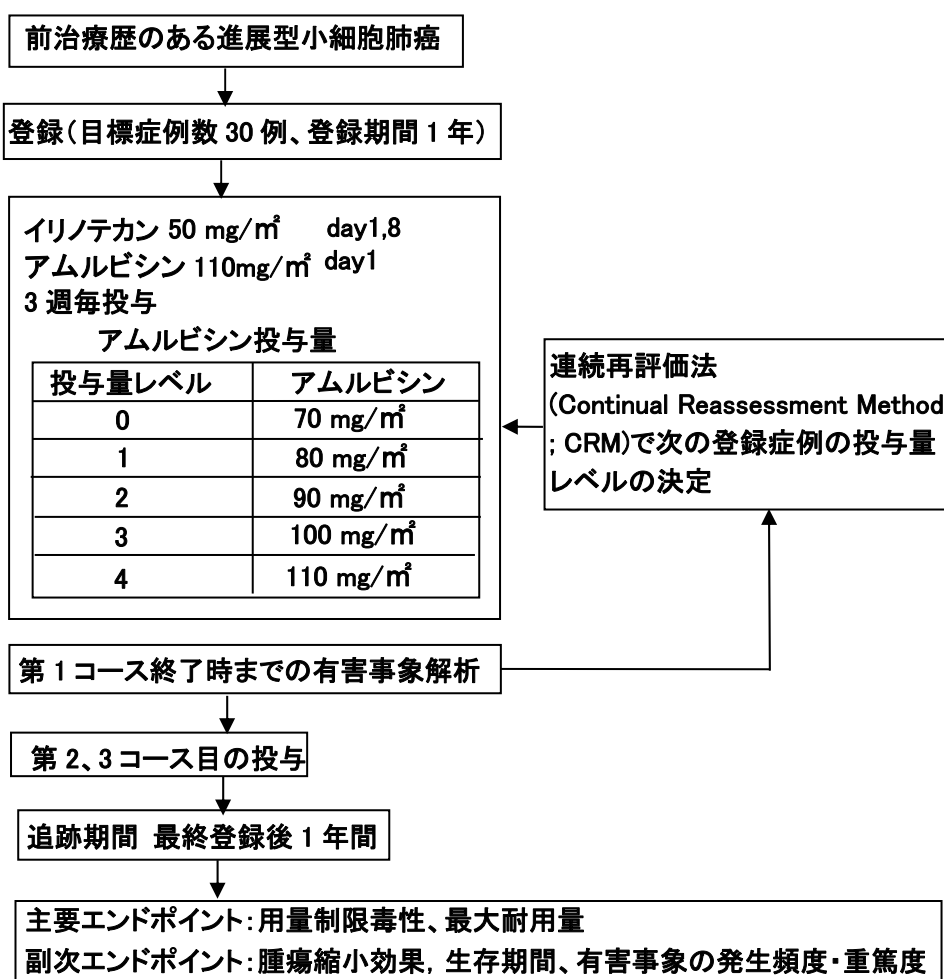 前治療歴のある進展型小細胞肺癌
登録(目標症例数 30 例、登録期間 1 年)
イリノテカン 50 mg/㎡ day1,8
アムルビシン 110mg/㎡ day1
3 週毎投与
アムルビシン投与量
投与量レベル アムルビシン
0 70 mg/㎡
1 80 mg/㎡
2 90 mg/㎡
3 100 mg/㎡
4 110 mg/㎡
連続再評価法
(Continual Reassessment Method
; CRM)で次の登録症例の投与量
レベルの決定
第 1 コース終了時までの有害事象解析
第 2、3 コース目の投与
追跡期間 最終登録後 1 年間
主要エンドポイント:用量制限毒性、最大耐用量
副次エンドポイント:腫瘍縮小効果, 生存期間、有害事象の発生頻度・重篤度